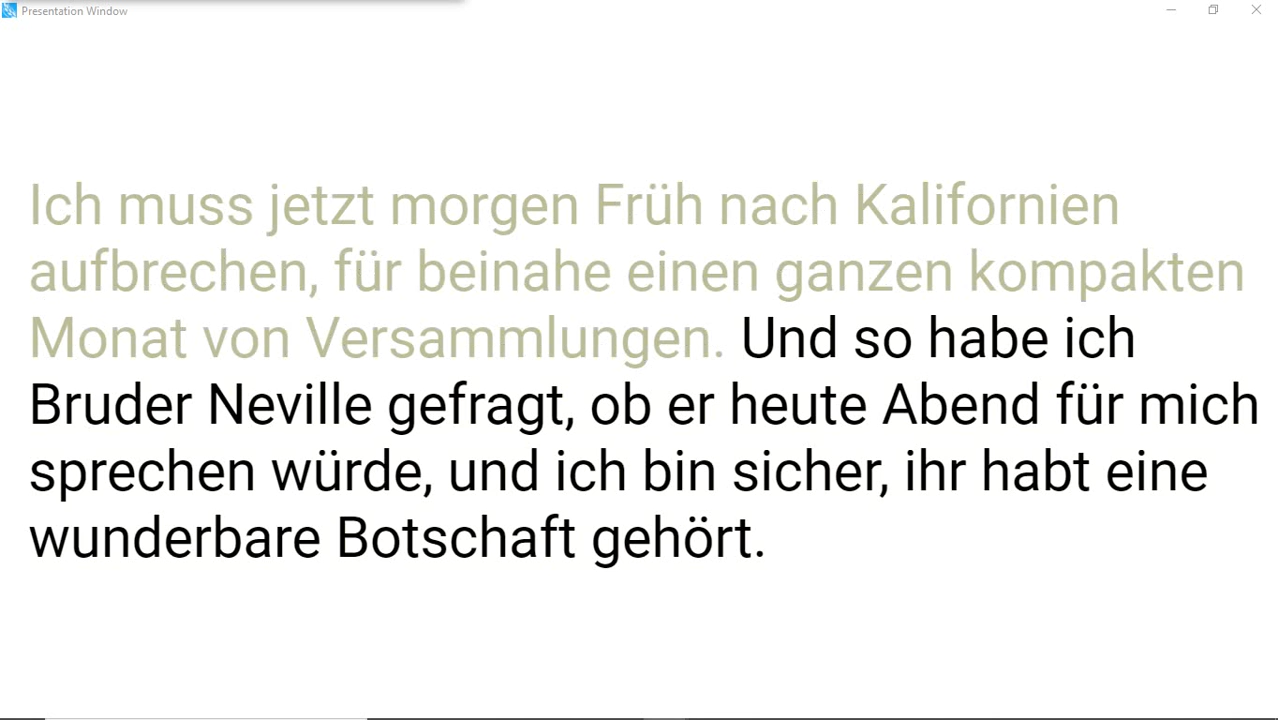 Presentation Window
Ich muss jetzt morgen Früh nach Kalifornien
aufbrechen, für beinahe einen ganzen kompakten
Monat von Versammlungen. Und so habe ich
Bruder Neville gefragt, ob er heute Abend für mich
sprechen würde, und ich bin sicher, ihr habt eine
wunderbare Botschaft gehört.